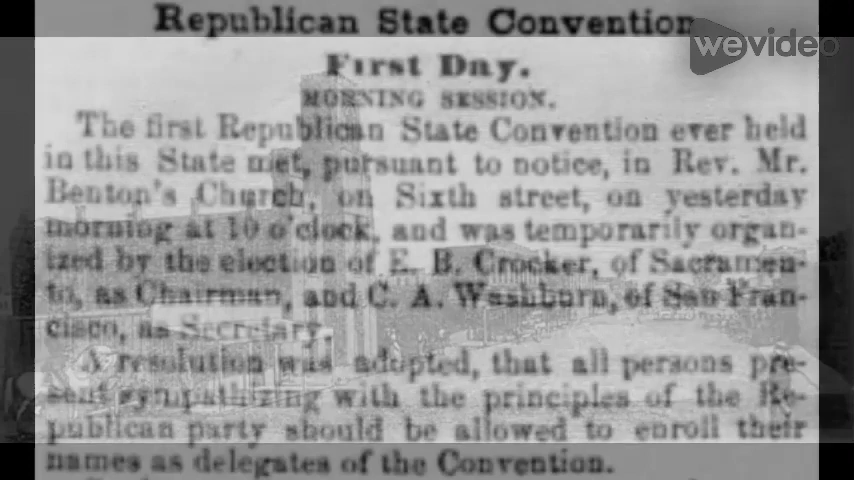 Republican State Convention
wevideo
First Day.
MORNING SESSION.
The first Republican State Convention ever held
in this State met, pursuant to notice, in Rev. Mr.
Benton's Church, on Sixth street, on yesterday
morning at 10 o'clock, and was temporarily organ-
ized by the election of E. B. Crocker, of Sacramen-
to, as Chairman, and C. A. Washburn, of San Fran-
cisco, as Secretary.
A resolution was adopted, that all persons pre-
sent sympathizing with the principles of the Re-
publican party should be allowed to enroll their
names as delegates of the Convention.